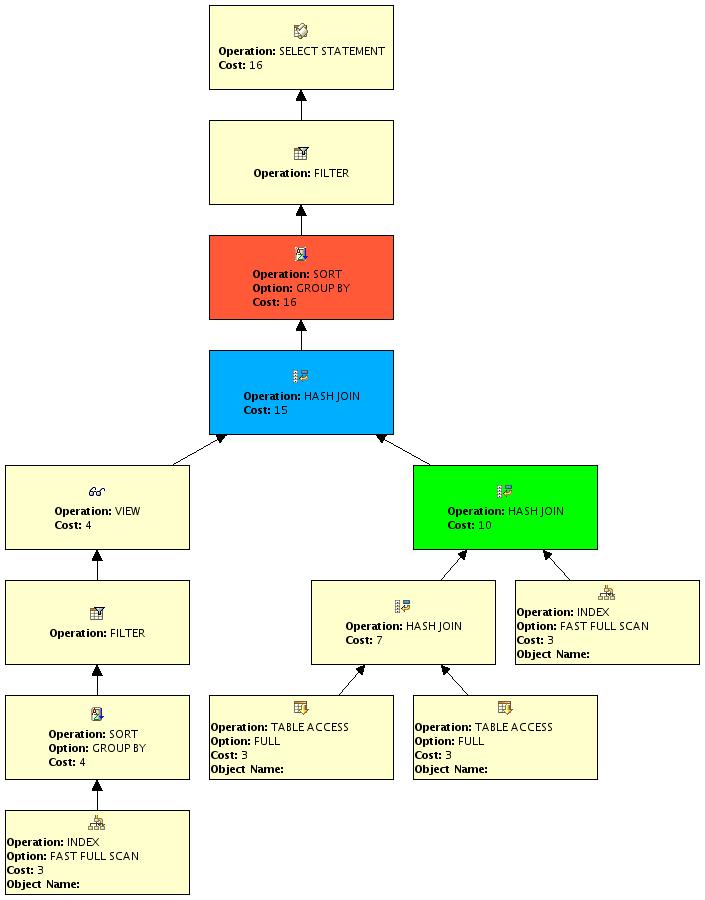 Operation: SELECT STATEMENT
Cost: 16
Operation: FILTER
Operation: SORT
Option: GROUP BY
Cost: 16
Operation: HASH JOIN
Cost: 15
Operation: VIEW
Cost: 4
Operation: HASH JOIN
Cost: 10
Operation: FILTER
Operation: HASH JOIN
Cost: 7
Operation: INDEX
Option: FAST FULL SCAN
Cost: 3
Object Name:
Operation: SORT
Option: GROUP BY
Cost: 4
Operation: TABLE ACCESS
Option: FULL
Cost: 3
Object Name:
Operation: TABLE ACCESS
Option: FULL
Cost: 3
Object Name:
Operation: INDEX
Option: FAST FULL SCAN
Cost: 3
Object Name: